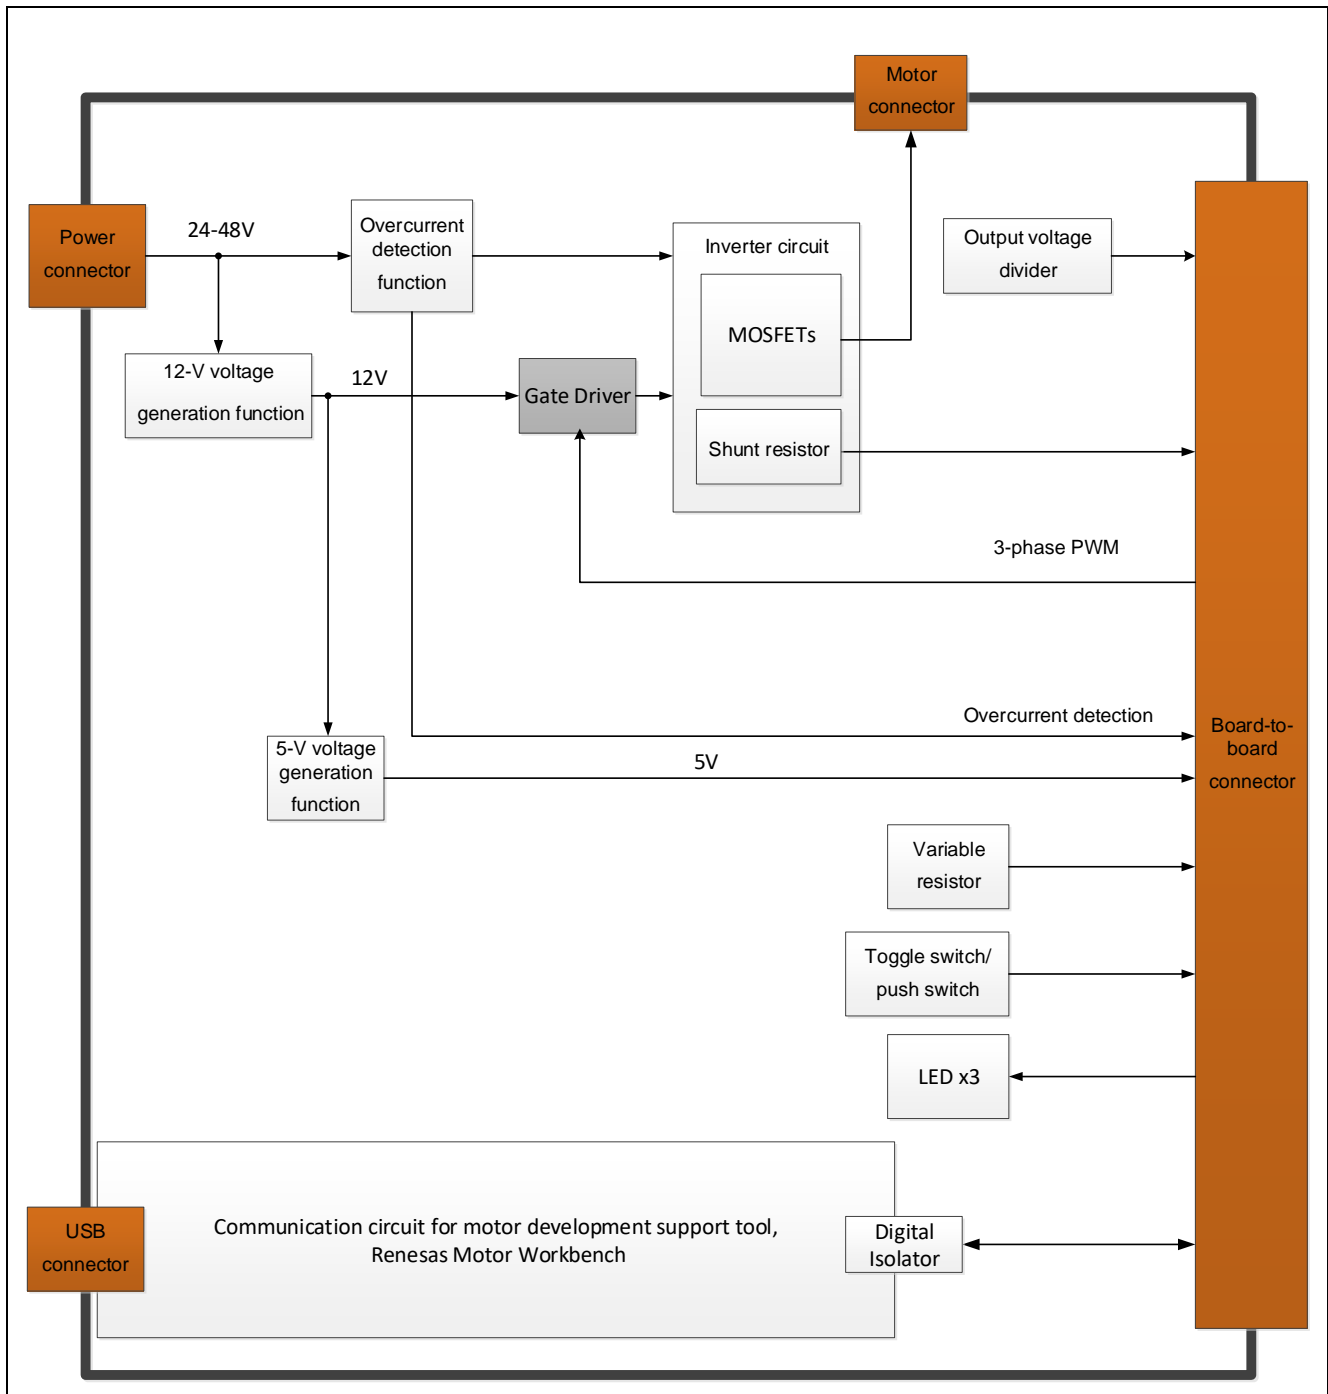 Motor
connector
Power
connector
24-48V
Overcurrent
detection
function
Inverter circuit
Output voltage
divider
MOSFETs
12-V voltage
generation function
12V
Gate Driver
Shunt resistor
3-phase PWM
Overcurrent detection
Board-to-
board
connector
5-V voltage
generation
function
5V
Variable
resistor
Toggle switch/
push switch
LED x3
USB
connector
Communication circuit for motor development support tool,
Renesas Motor Workbench
Digital
Isolator